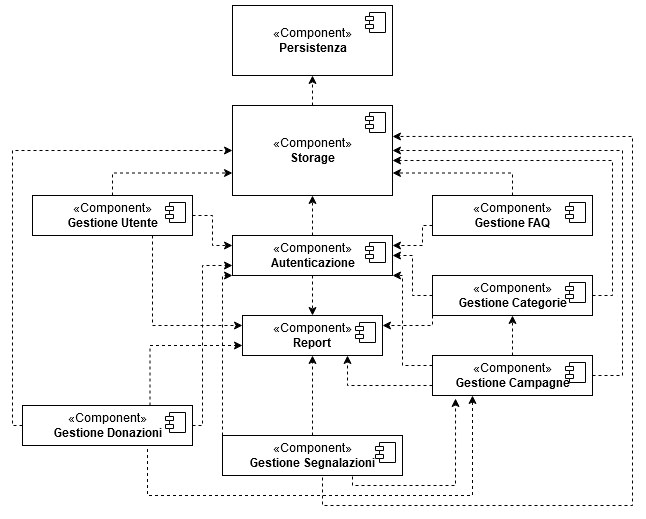 «Component»
Persistenza
«Component»
Storage
«Component»
Gestione Utente
«Component»
Gestione FAQ
«Component»
Autenticazione
«Component»
Gestione Categorie
«Component»
Report
«Component»
Gestione Campagne
«Component»
Gestione Donazioni
«Component»
Gestione Segnalazioni